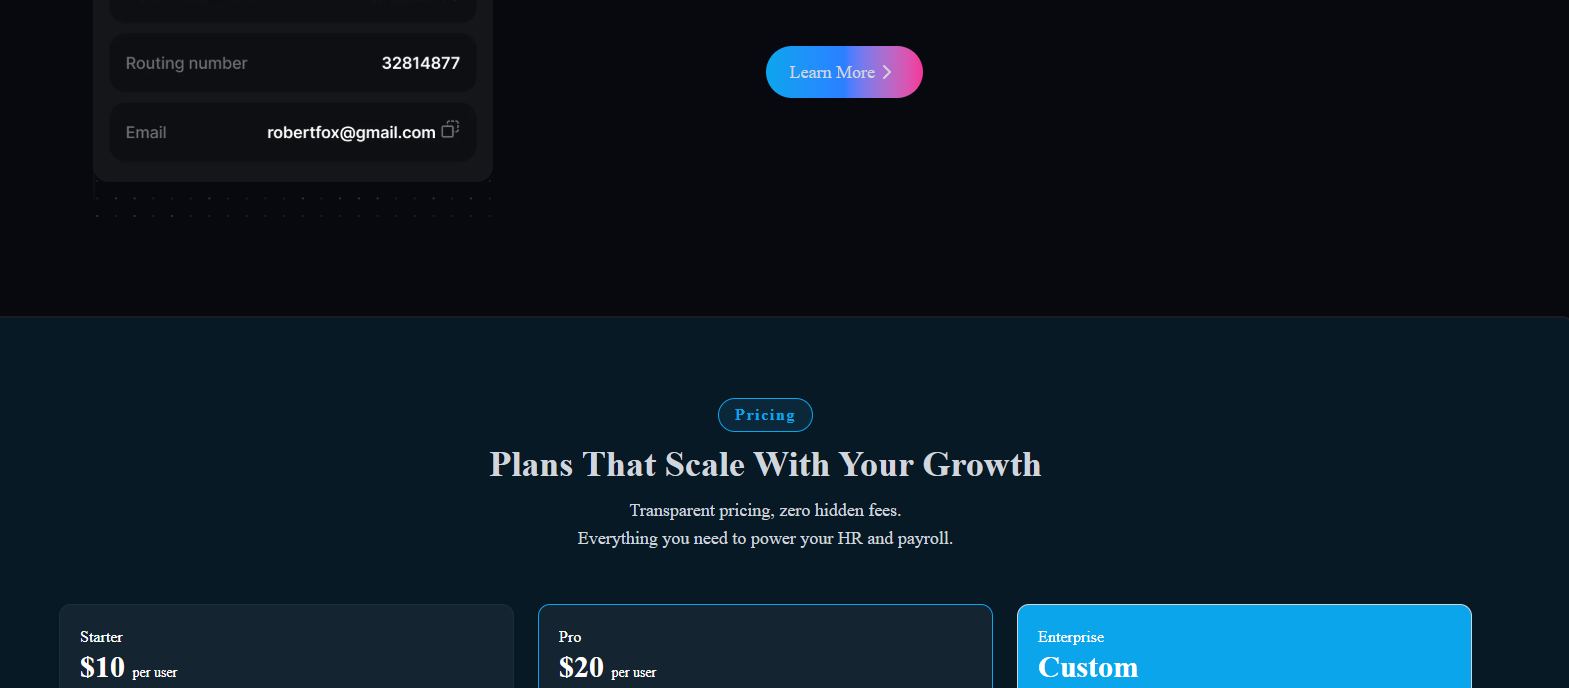 Routing number 32814877
Email robertfox@gmail.com
Learn More
Pricing
Plans That Scale With Your Growth
Transparent pricing, zero hidden fees.
Everything you need to power your HR and payroll.
Starter
$10 per user
Pro
$20 per user
Enterprise
Custom